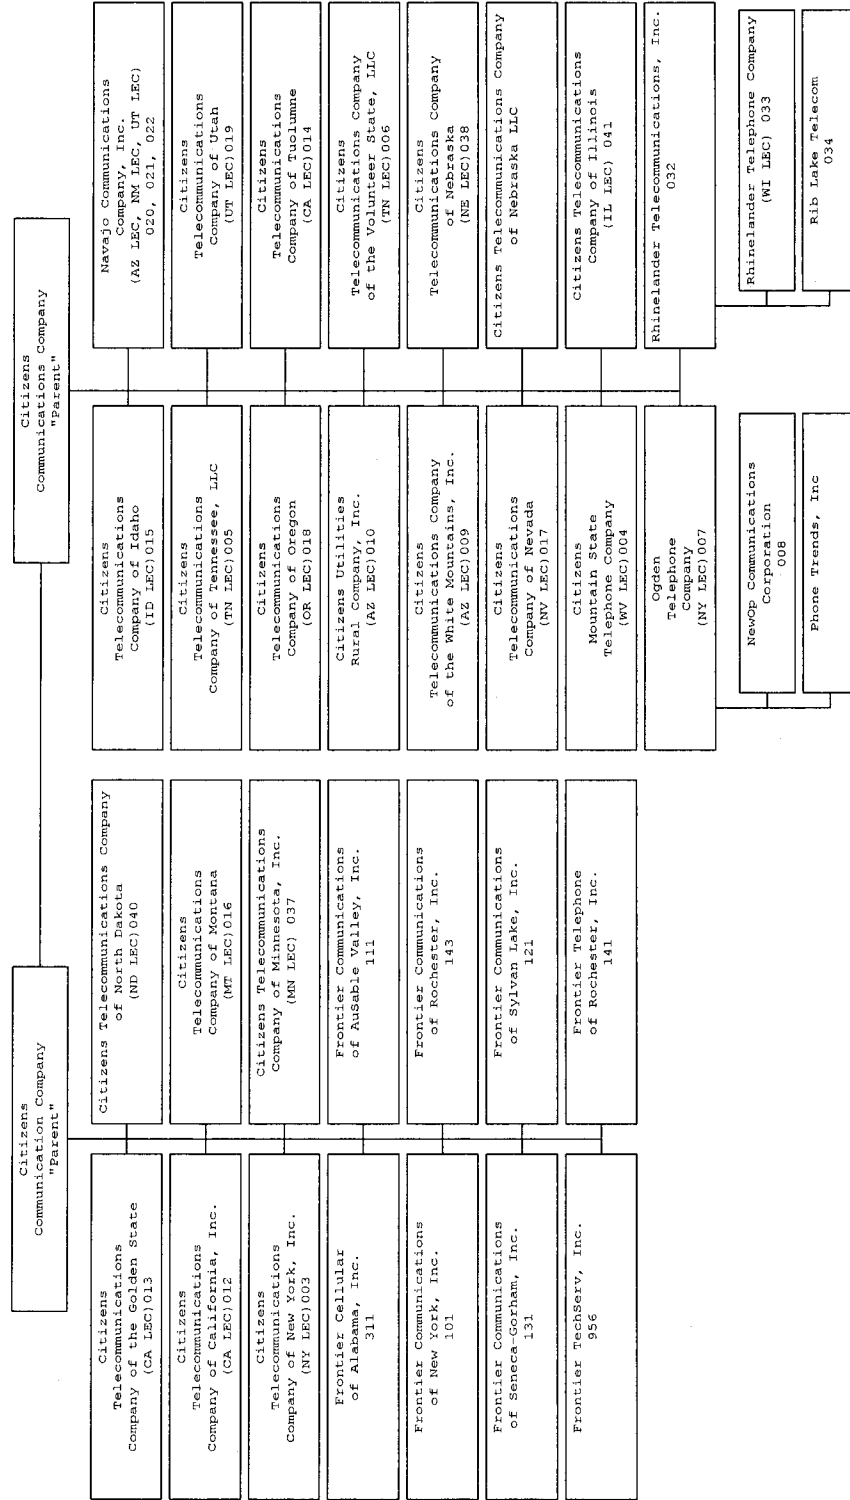 Citizens
Communication Company
"Parent"
Citizens
Communications Company
"Parent"
Citizens
Telecommunications
Company of the Golden State
(CA LEC)013
Citizens Telecommunications Company
of North Dakota
(ND LEC)040
Citizens
Telecommunications
Company of California, Inc.
(CA LEC)012
Citizens
Telecommunications
Company of Montana
(MT LEC)016
Citizens
Telecommunications
Company of New York, Inc.
(NY LEC)003
Citizens Telecommunications
Company of Minnesota, Inc.
(MN LEC) 037
Frontier Cellular
of Alabama, Inc.
311
Frontier Communications
of AuSable Valley, Inc.
111
Frontier Communications
of New York, Inc.
101
Frontier Communications
of Rochester, Inc.
143
Frontier Communications
of Seneca-Gorham, Inc.
131
Frontier Communications
of Sylvan Lake, Inc.
121
Frontier TechServ, Inc.
956
Frontier Telephone
of Rochester, Inc.
141
Citizens
Telecommunications
Company of Idaho
(ID LEC)015
Navajo Communications
Company, Inc.
(AZ LEC, NM LEC, UT LEC)
020, 021, 022
Citizens
Telecommunications
Company of Tennessee, LLC
(TN LEC)005
Citizens
Telecommunications
Company of Utah
(UT LEC)019
Citizens
Telecommunications
Company of Oregon
(OR LEC)018
Citizens
Telecommunications
Company of Tuolumne
(CA LEC)014
Citizens Utilities
Rural Company, Inc.
(AZ LEC)010
Citizens
Telecommunications Company
of the Volunteer State, LLC
(TN LEC)006
Citizens
Telecommunications Company
of the White Mountains, Inc.
(AZ LEC)009
Citizens
Telecommunications Company
of Nebraska
(NE LEC)038
Citizens
Telecommunications
Company of Nevada
(NV LEC)017
Citizens Telecommunications Company
of Nebraska LLC
Citizens
Mountain State
Telephone Company
(WV LEC)004
Citizens Telecommunications
Company of Illinois
(IL LEC) 041
Ogden
Telephone
Company
(NY LEC)007
Rhinelander Telecommunications, Inc.
032
NewOp Communications
Corporation
008
Phone Trends, Inc
Rhinelander Telephone Company
(WI LEC) 033
Rib Lake Telecom
034